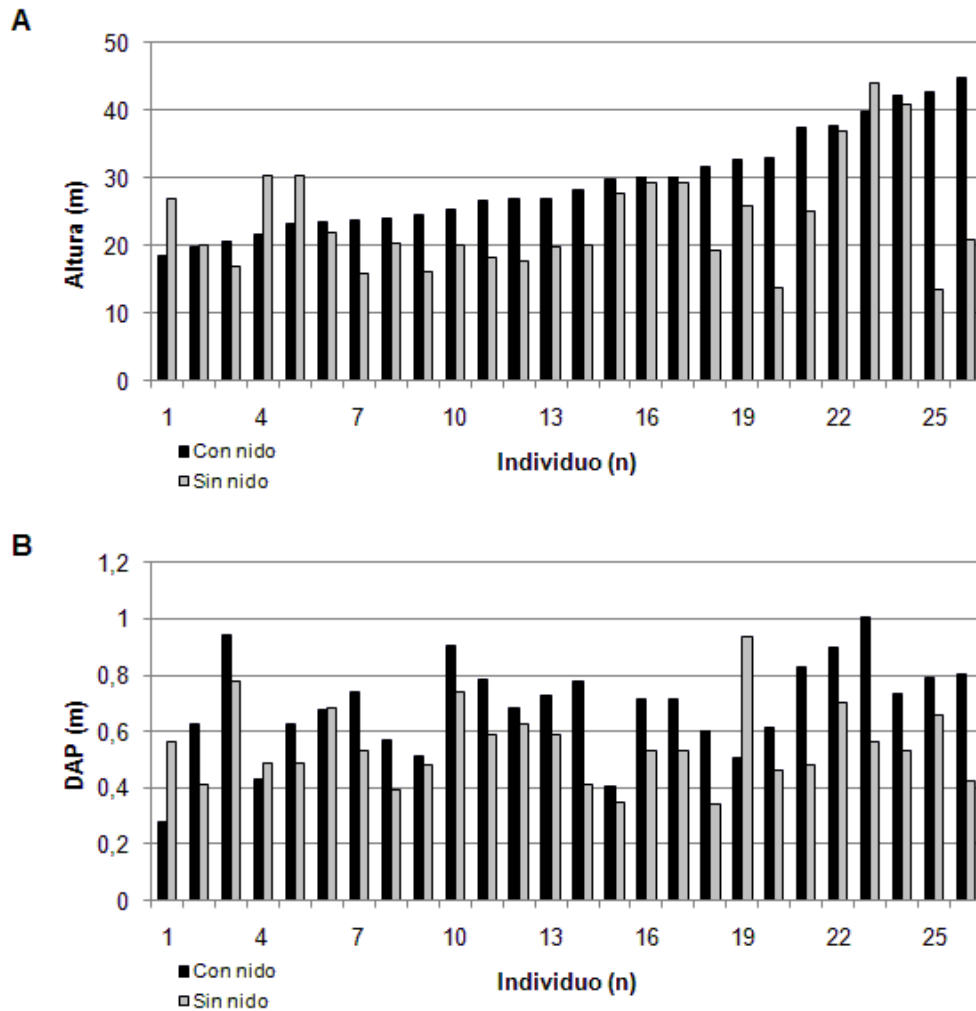 A
50
40
30
20
10
0
Altura (m)
1 4 7 10 13 16 19 22 25
Con nido
Sin nido
Individuo (n)
B
1,2
1
0,8
0,6
0,4
0,2
0
DAP (m)
1 4 7 10 13 16 19 22 25
Con nido
Sin nido
Individuo (n)